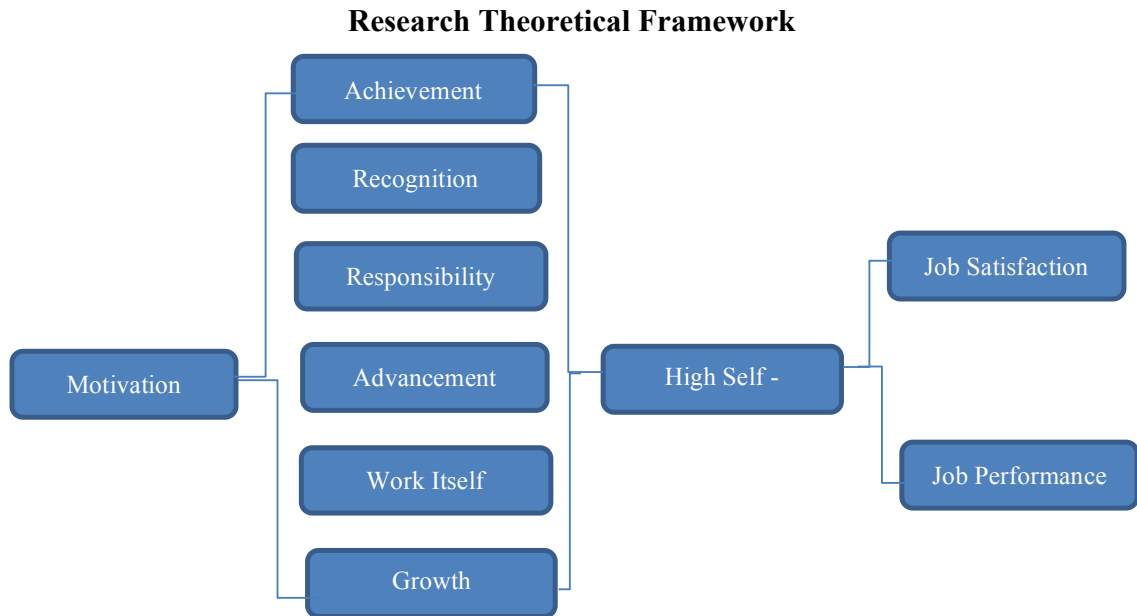 Research Theoretical Framework
Achievement
Recognition
Responsibility
Job Satisfaction
Motivation
Advancement
High Self -
Work Itself
Job Performance
Growth